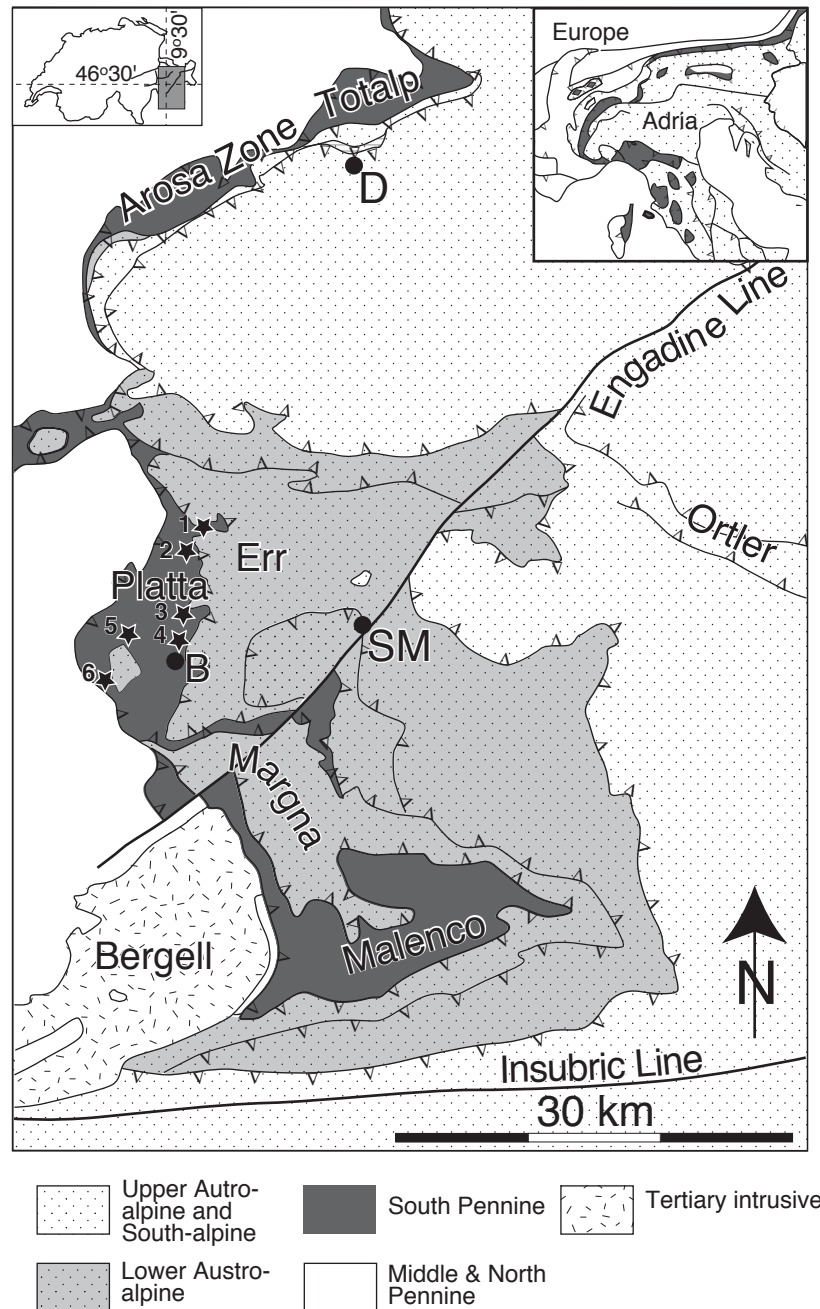 46°30'
9°30'
Europe
Adria
Totalp
Arosa Zone
D
Engadine Line
Ortler
1
2
Err
Platta
3
5
4
SM
B
6
Margna
Malenco
Bergell
N
Insubric Line
30 km
Upper Autro-
alpine and
South-alpine
South Pennine
Tertiary intrusive
Lower Austro-
alpine
Middle & North
Pennine